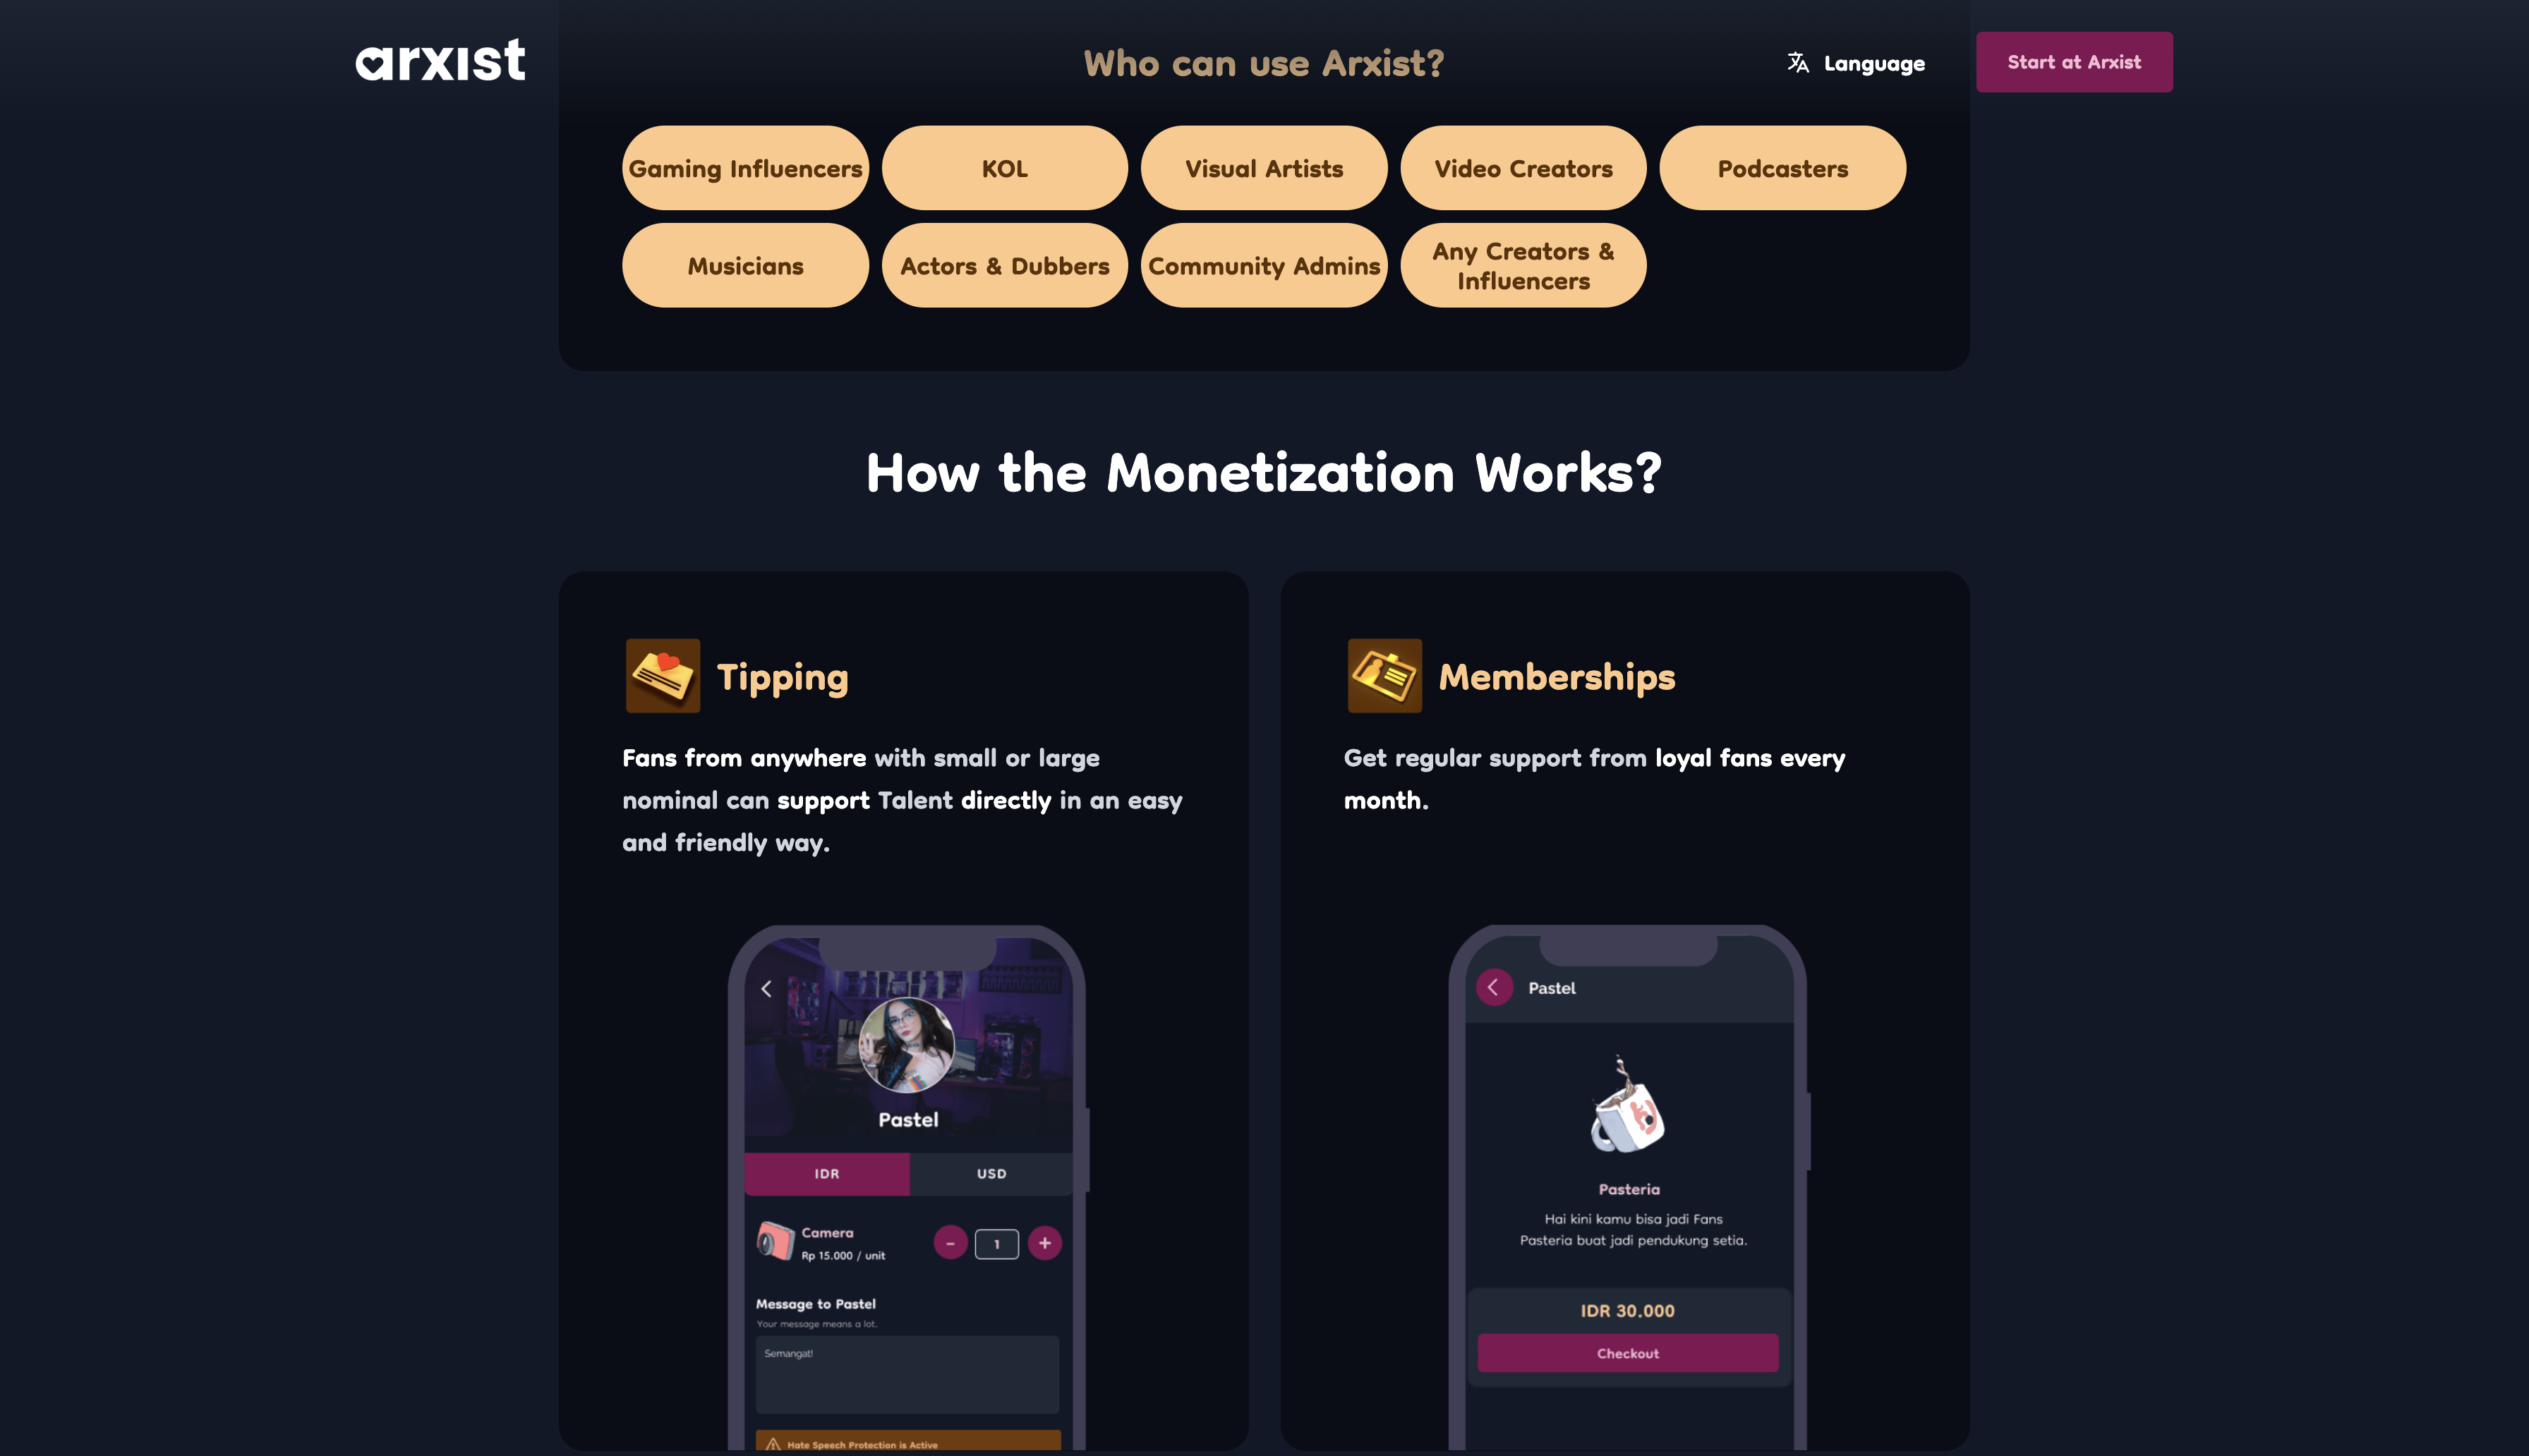 arxist
Who can use Arxist?
Language
Start at Arxist
Gaming Influencers
KOL
Visual Artists
Video Creators
Podcasters
Musicians
Actors & Dubbers
Community Admins
Any Creators &
Influencers
How the Monetization Works?
Tipping
Fans from anywhere with small or large
nominal can support Talent directly in an easy
and friendly way.
Pastel
IDR
USD
Camera
Rp 15.000 / unit
-
1
+
Message to Pastel
Your message means a lot.
Semangat!
Hate Speech Protection is Active
Memberships
Get regular support from loyal fans every
month.
Pastel
Pasteria
Hai kini kamu bisa jadi Fans
Pasteria buat jadi pendukung setia.
IDR 30.000
Checkout